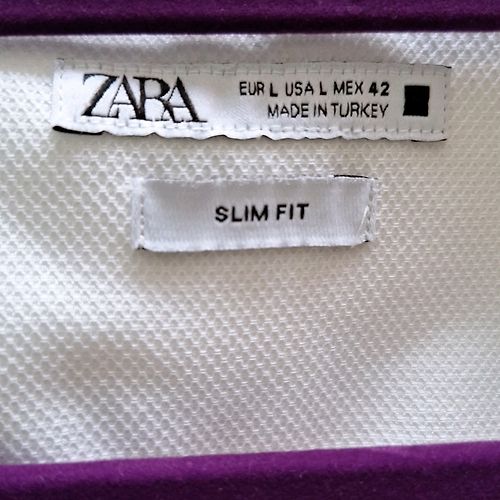 ZARA
EUR L USA L MEX 42
MADE IN TURKEY
SLIM FIT